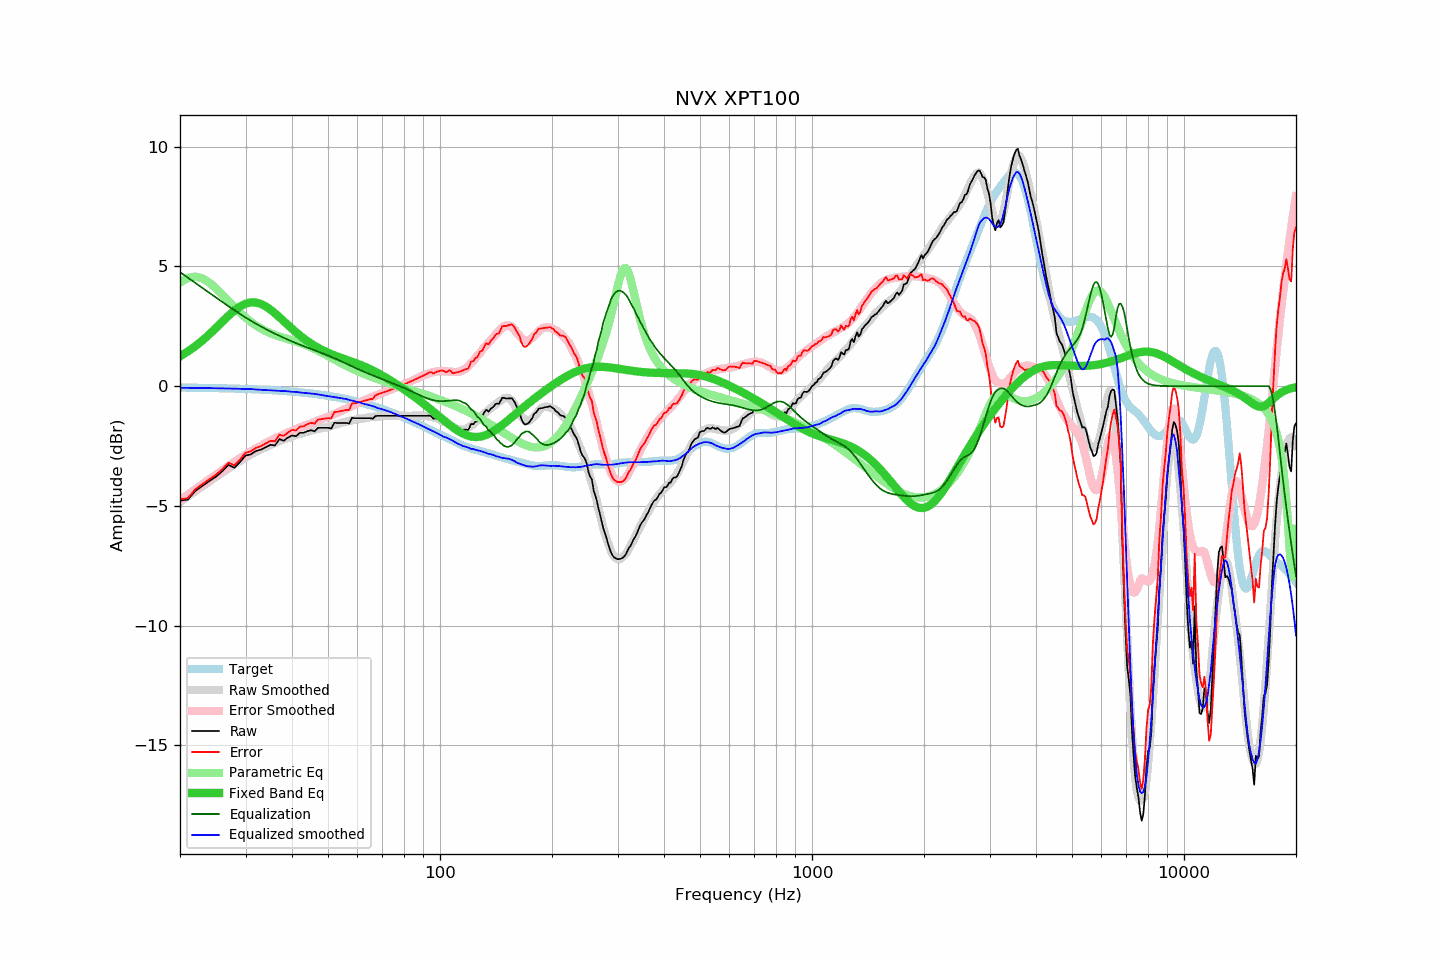 NVX XPT100
10
5
0
−5
−10
−15
Amplitude (dBr)
Target
Raw Smoothed
Error Smoothed
Raw
Error
Parametric Eq
Fixed Band Eq
Equalization
Equalized smoothed
100
1000
10000
Frequency (Hz)